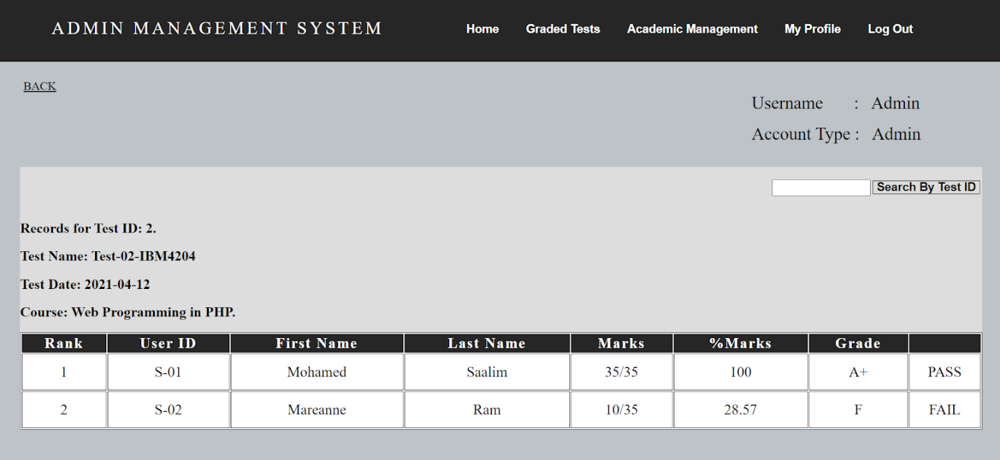 ADMIN MANAGEMENT SYSTEM Home Graded Tests Academic Management My Profile Log Out
BACK
Username : Admin
Account Type : Admin
Search By Test ID
Records for Test ID: 2.
Test Name: Test-02-IBM4204
Test Date: 2021-04-12
Course: Web Programming in PHP.
Rank User ID First Name Last Name Marks %Marks Grade
1 S-01 Mohamed Saalim 35/35 100 A+ PASS
2 S-02 Mareanne Ram 10/35 28.57 F FAIL